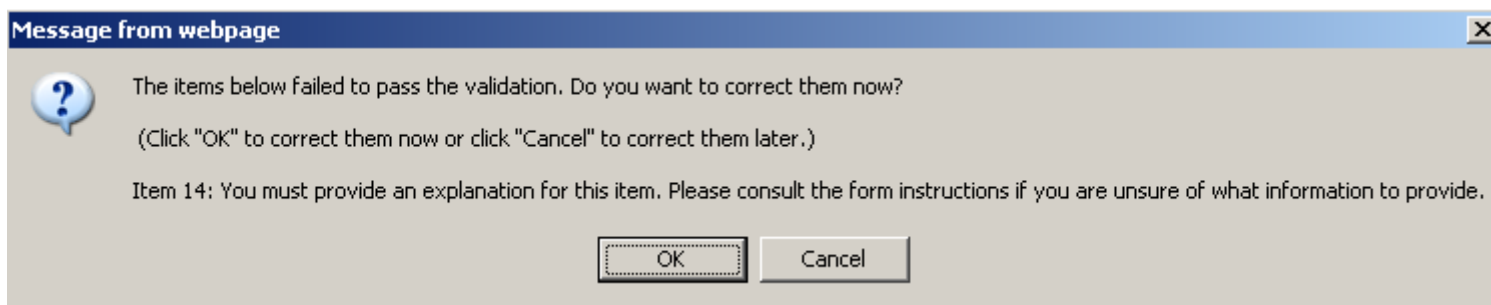 Message from webpage
The items below failed to pass the validation. Do you want to correct them now?
(Click "OK" to correct them now or click "Cancel" to correct them later.)
Item 14: You must provide an explanation for this item. Please consult the form instructions if you are unsure of what information to provide.
OK
Cancel